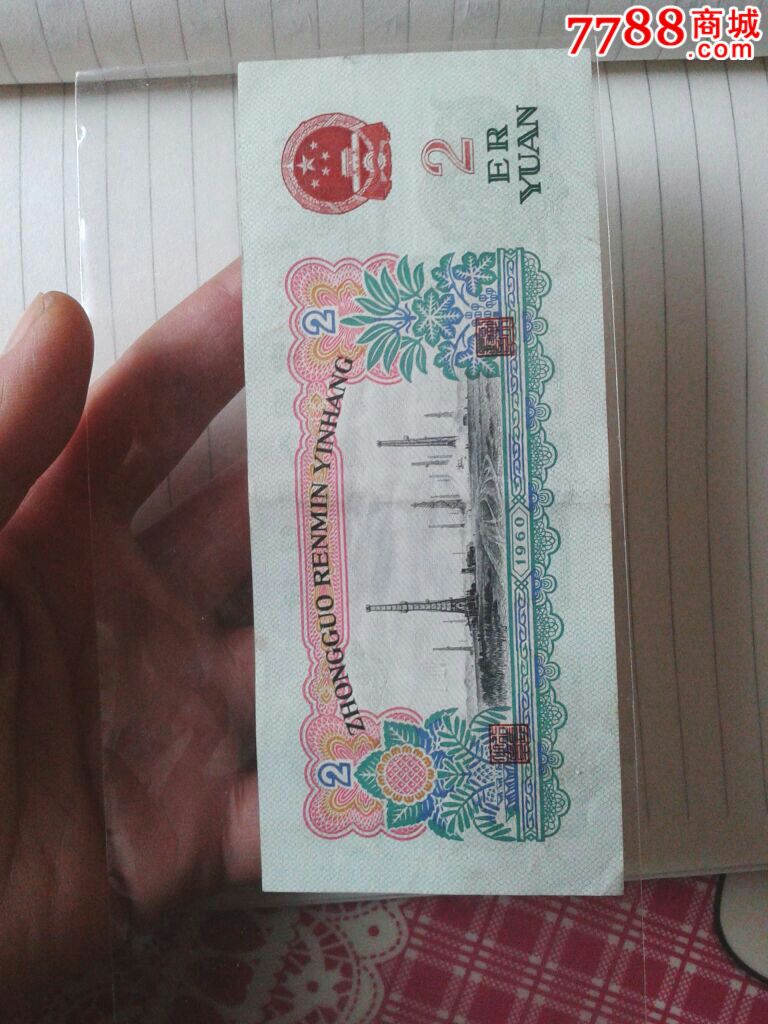 7788商城
.com
2
ER
YUAN
2
ZHONGGUO RENMIN YINHANG
2
1960